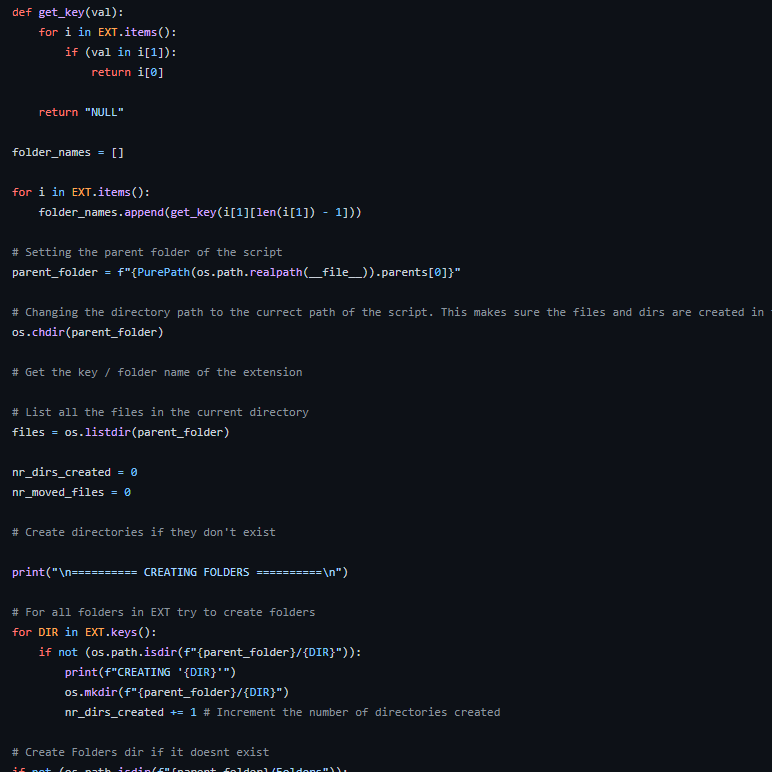 def get_key(val):
    for i in EXT.items():
        if (val in i[1]):
            return i[0]

    return "NULL"

folder_names = []

for i in EXT.items():
    folder_names.append(get_key(i[1][len(i[1]) - 1]))

# Setting the parent folder of the script
parent_folder = f"{PurePath(os.path.realpath(__file__)).parents[0]}"

# Changing the directory path to the currect path of the script. This makes sure the files and dirs are created in
os.chdir(parent_folder)

# Get the key / folder name of the extension

# List all the files in the current directory
files = os.listdir(parent_folder)

nr_dirs_created = 0
nr_moved_files = 0

# Create directories if they don't exist

print("\n========== CREATING FOLDERS ==========\n")

# For all folders in EXT try to create folders
for DIR in EXT.keys():
    if not (os.path.isdir(f"{parent_folder}/{DIR}")):
        print(f"CREATING '{DIR}'")
        os.mkdir(f"{parent_folder}/{DIR}")
        nr_dirs_created += 1 # Increment the number of directories created

# Create Folders dir if it doesnt exist
if not (os.path.isdir(f"{parent_folder}/Folders")):